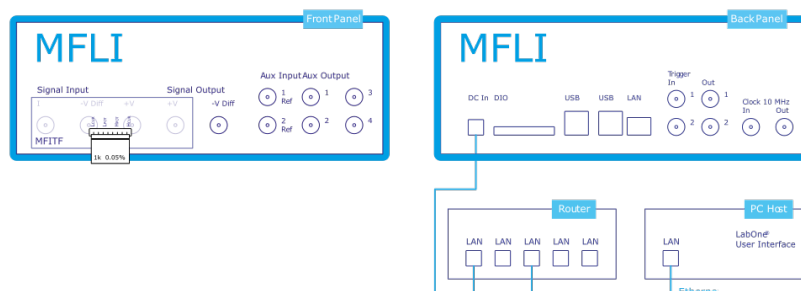 Front Panel
MFLI
Aux Input Aux Output
Signal Input Signal Output
I -V Diff +V +V -V Diff
1 Ref 1 3
2 Ref 2 4
MFITF
1k 0.05%
Back Panel
MFLI
Trigger
In Out
DC In DIO USB USB LAN
1 1
Clock 10 MHz
In Out
2 2
Router
LAN LAN LAN LAN LAN
PC Host
LabOne®
User Interface
LAN